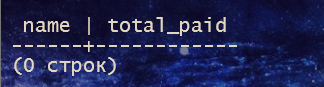 name | total_paid
------+------------
(0 строк)